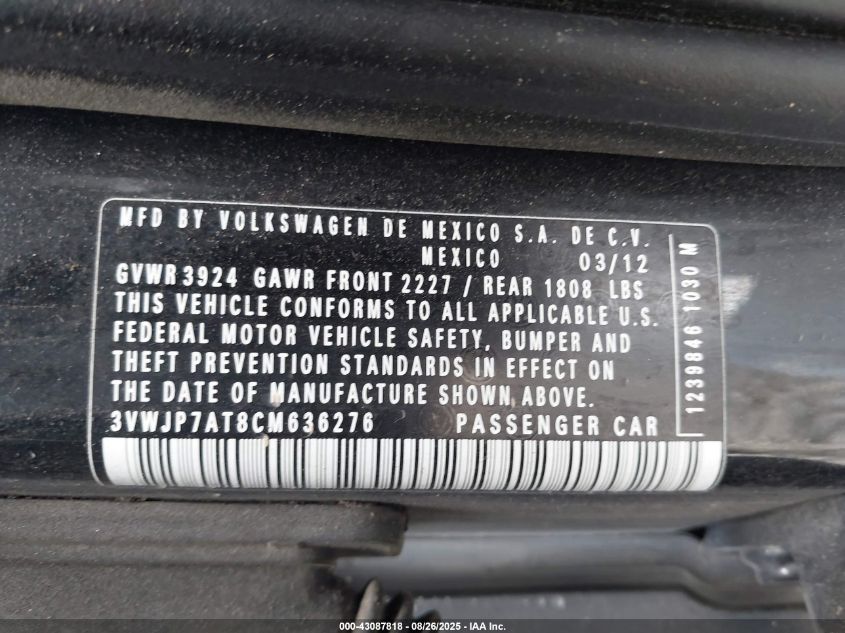 MFD BY VOLKSWAGEN DE MEXICO S.A. DE C.V.
MEXICO 03/12
GVWR 3924 GAWR FRONT 2227 / REAR 1808 LBS
THIS VEHICLE CONFORMS TO ALL APPLICABLE U.S.
FEDERAL MOTOR VEHICLE SAFETY, BUMPER AND
THEFT PREVENTION STANDARDS IN EFFECT ON
THE DATE OF MANUFACTURE SHOWN ABOVE.
3VWJP7AT8CM636276 PASSENGER CAR
1239846 1030 M
000-43087818 - 08/26/2025 - IAA Inc.